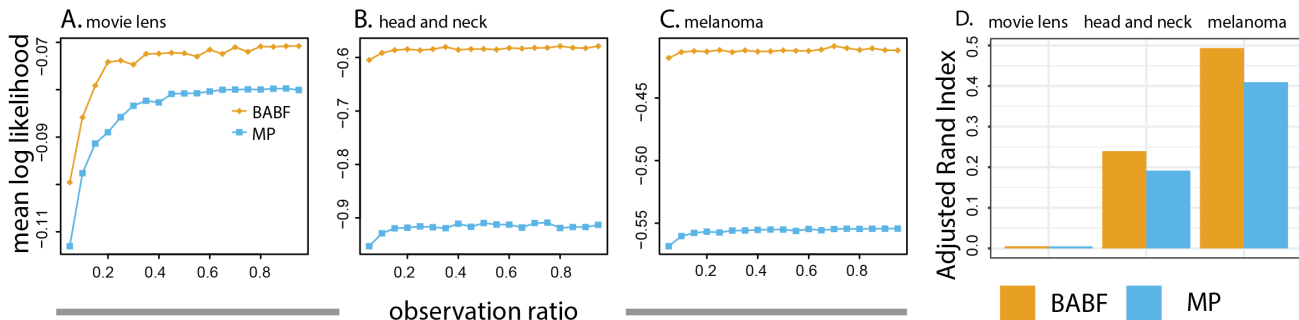 A. movie lens
mean log likelihood
−0.07
−0.09
−0.11
BABF
MP
0.2 0.4 0.6 0.8
B. head and neck
−0.6
−0.7
−0.8
−0.9
0.2 0.4 0.6 0.8
C. melanoma
−0.45
−0.50
−0.55
0.2 0.4 0.6 0.8
observation ratio
D. movie lens head and neck melanoma
Adjusted Rand Index
0.5
0.4
0.3
0.2
0.1
0.0
BABF MP